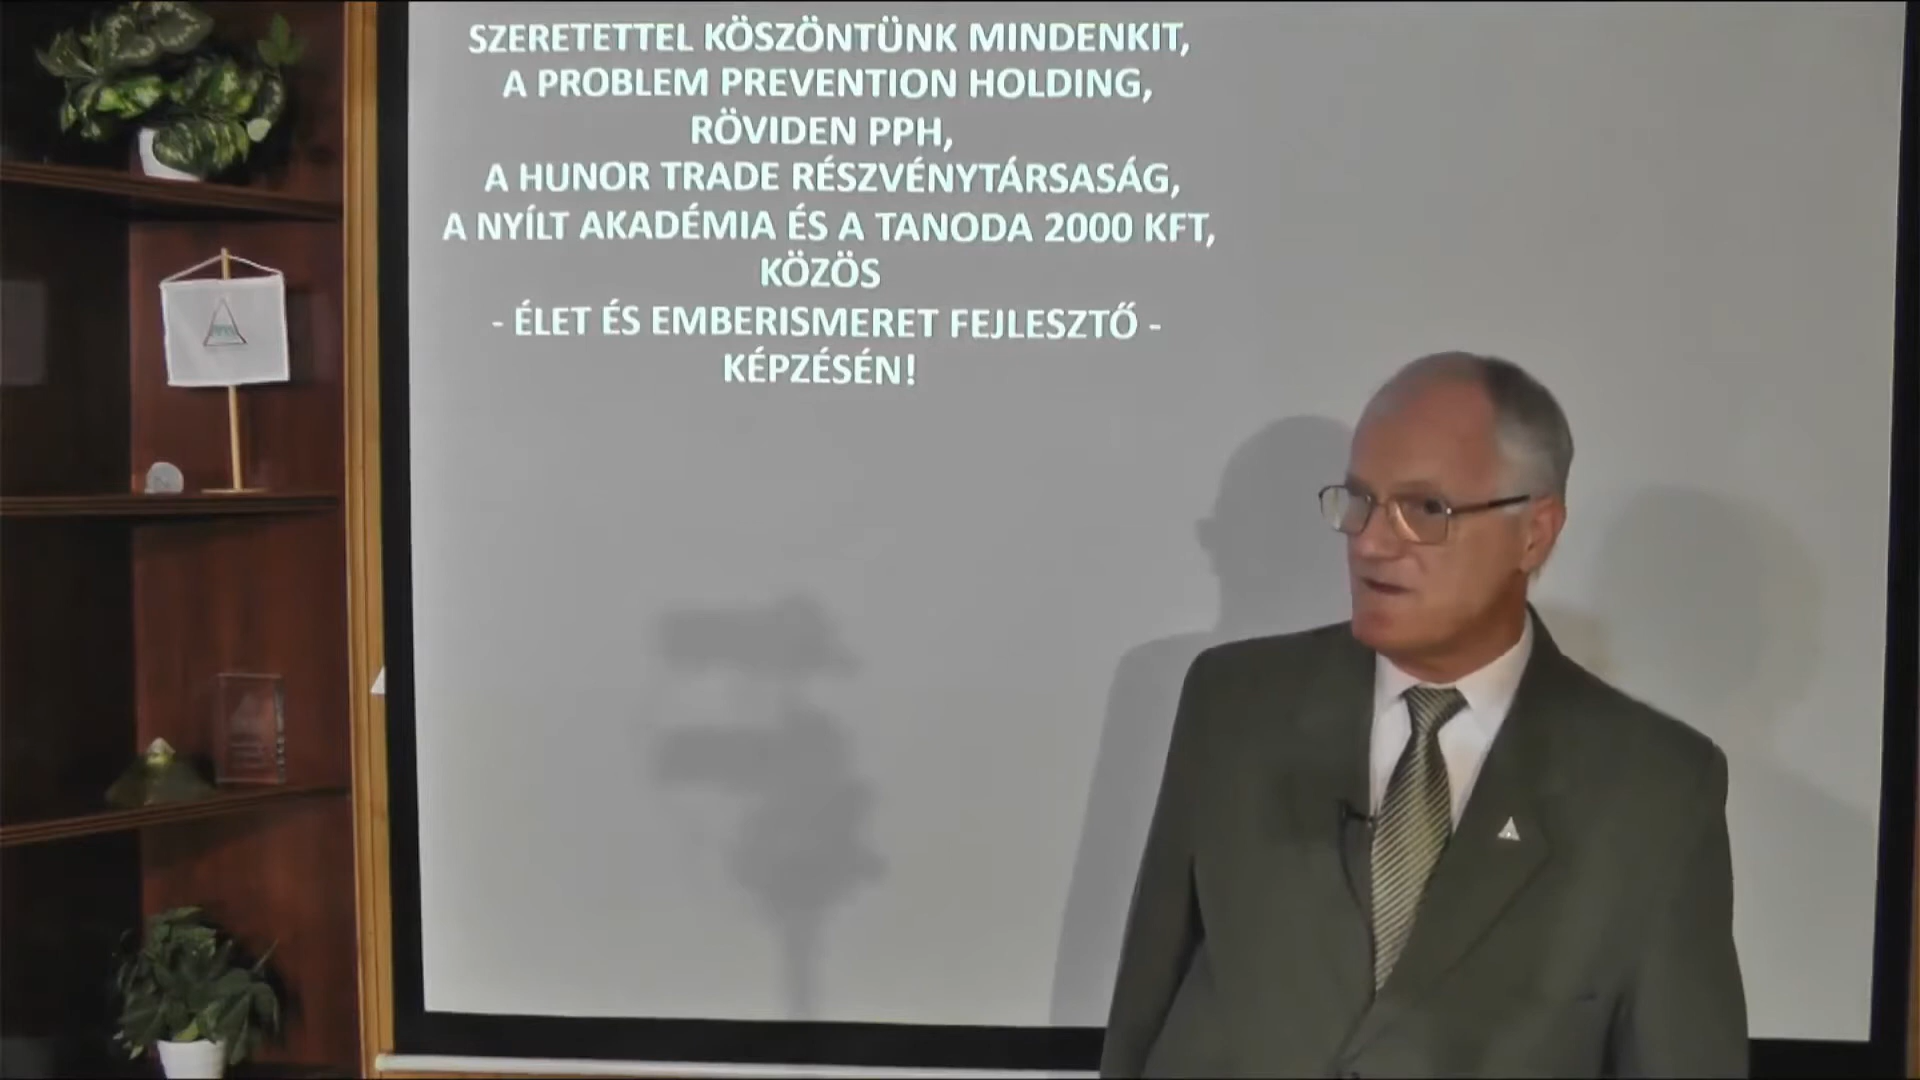 SZERETETTEL KÖSZÖNTÜNK MINDENKIT,
A PROBLEM PREVENTION HOLDING,
RÖVIDEN PPH,
A HUNOR TRADE RÉSZVÉNYTÁRSASÁG,
A NYÍLT AKADÉMIA ÉS A TANODA 2000 KFT,
KÖZÖS
- ÉLET ÉS EMBERISMERET FEJLESZTŐ -
KÉPZÉSÉN!